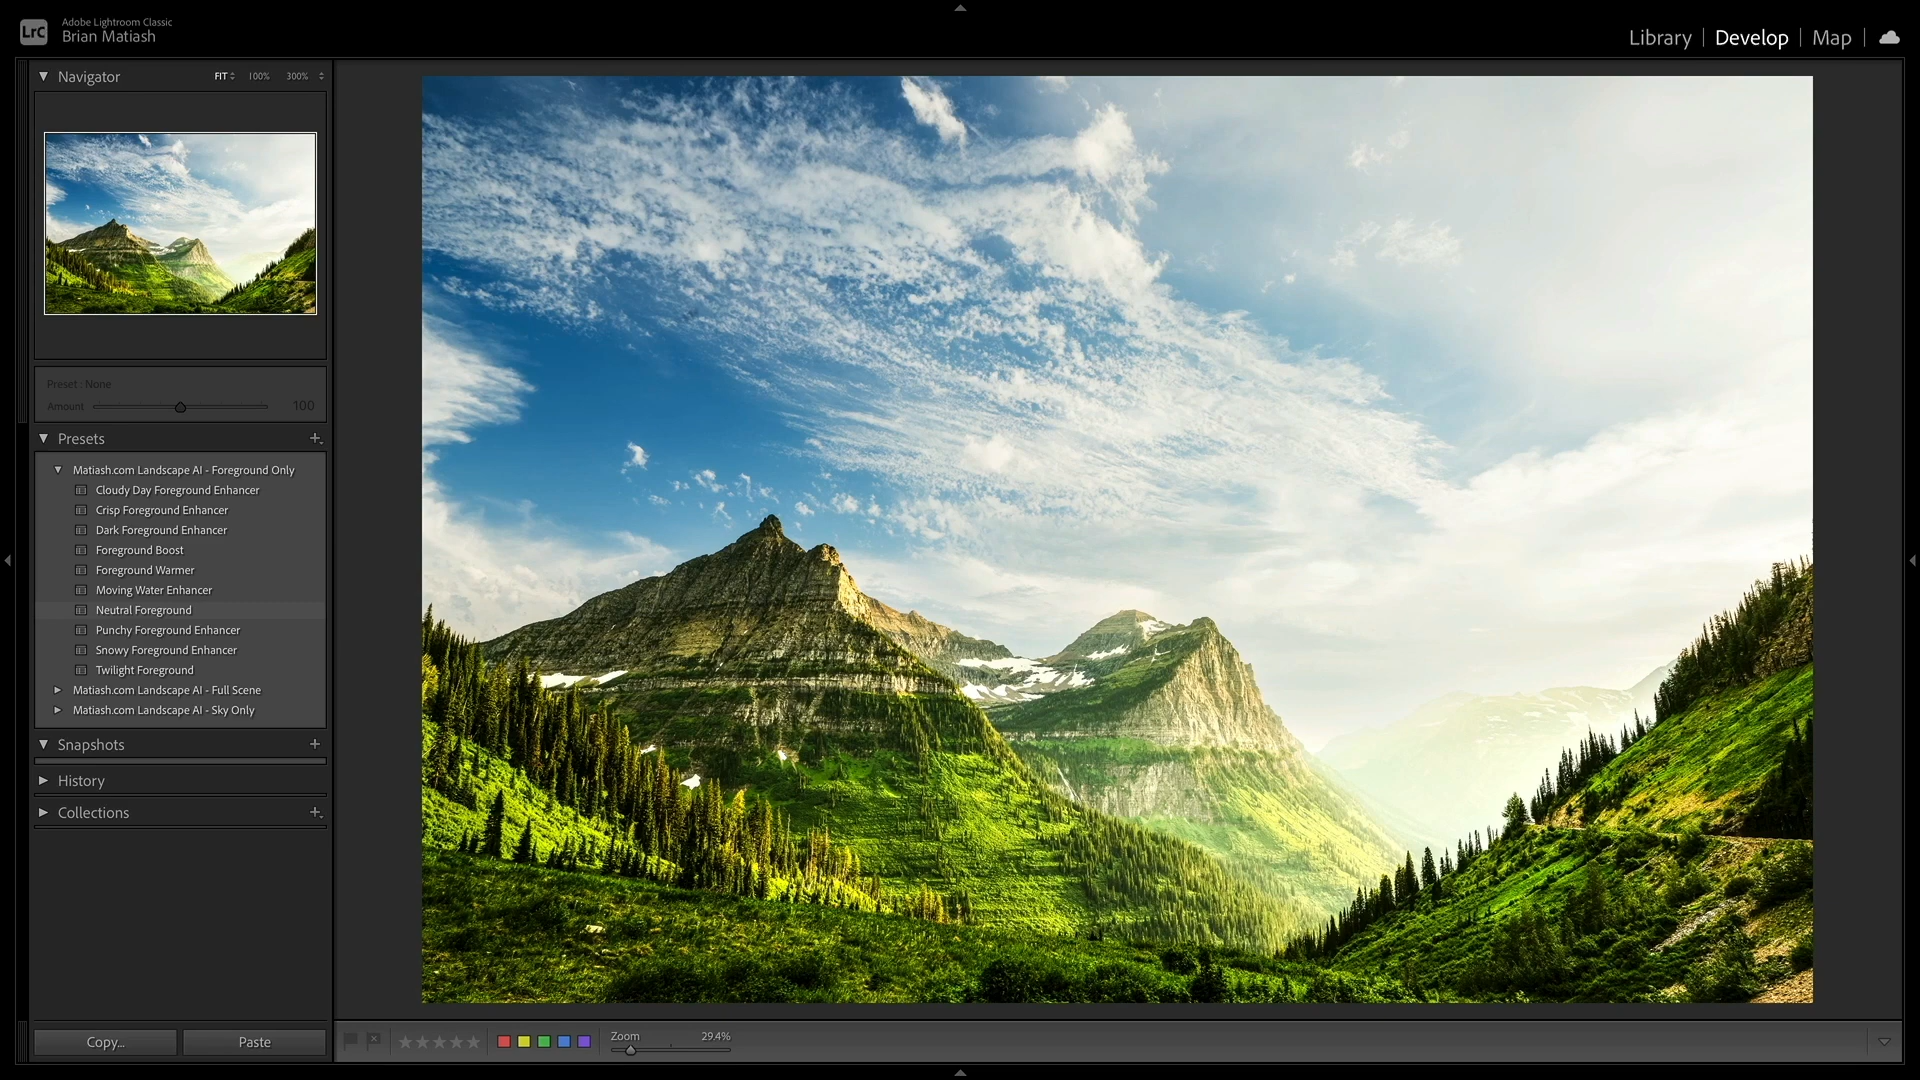 LrC
Adobe Lightroom Classic
Brian Matiash
Library | Develop | Map
Navigator FIT 100% 300%
Preset : None
Amount 100
Presets
Matiash.com Landscape AI - Foreground Only
Cloudy Day Foreground Enhancer
Crisp Foreground Enhancer
Dark Foreground Enhancer
Foreground Boost
Foreground Warmer
Moving Water Enhancer
Neutral Foreground
Punchy Foreground Enhancer
Snowy Foreground Enhancer
Twilight Foreground
Matiash.com Landscape AI - Full Scene
Matiash.com Landscape AI - Sky Only
Snapshots
History
Collections
Copy... Paste
Zoom 29.4%